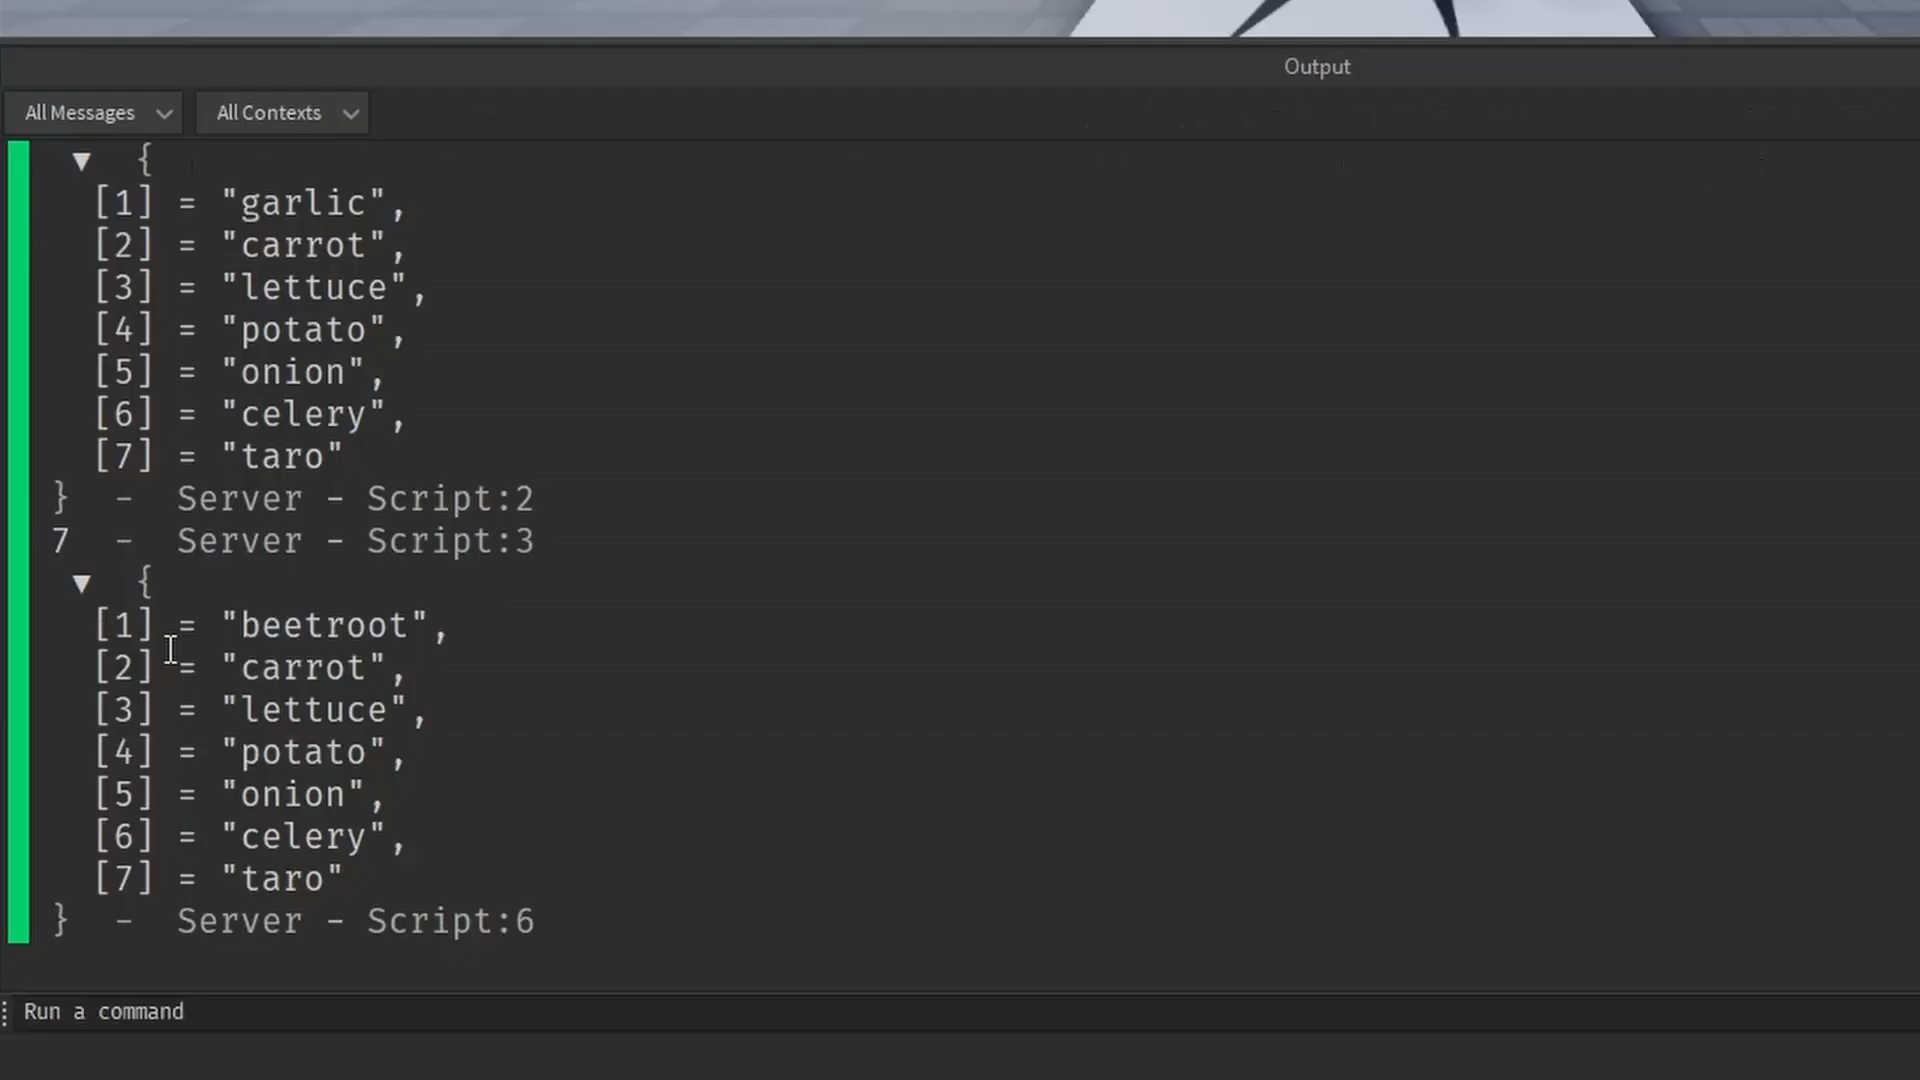 Output
All Messages All Contexts
▼ {
[1] = "garlic",
[2] = "carrot",
[3] = "lettuce",
[4] = "potato",
[5] = "onion",
[6] = "celery",
[7] = "taro"
} - Server - Script:2
7 - Server - Script:3
▼ {
[1] = "beetroot",
[2] = "carrot",
[3] = "lettuce",
[4] = "potato",
[5] = "onion",
[6] = "celery",
[7] = "taro"
} - Server - Script:6
Run a command